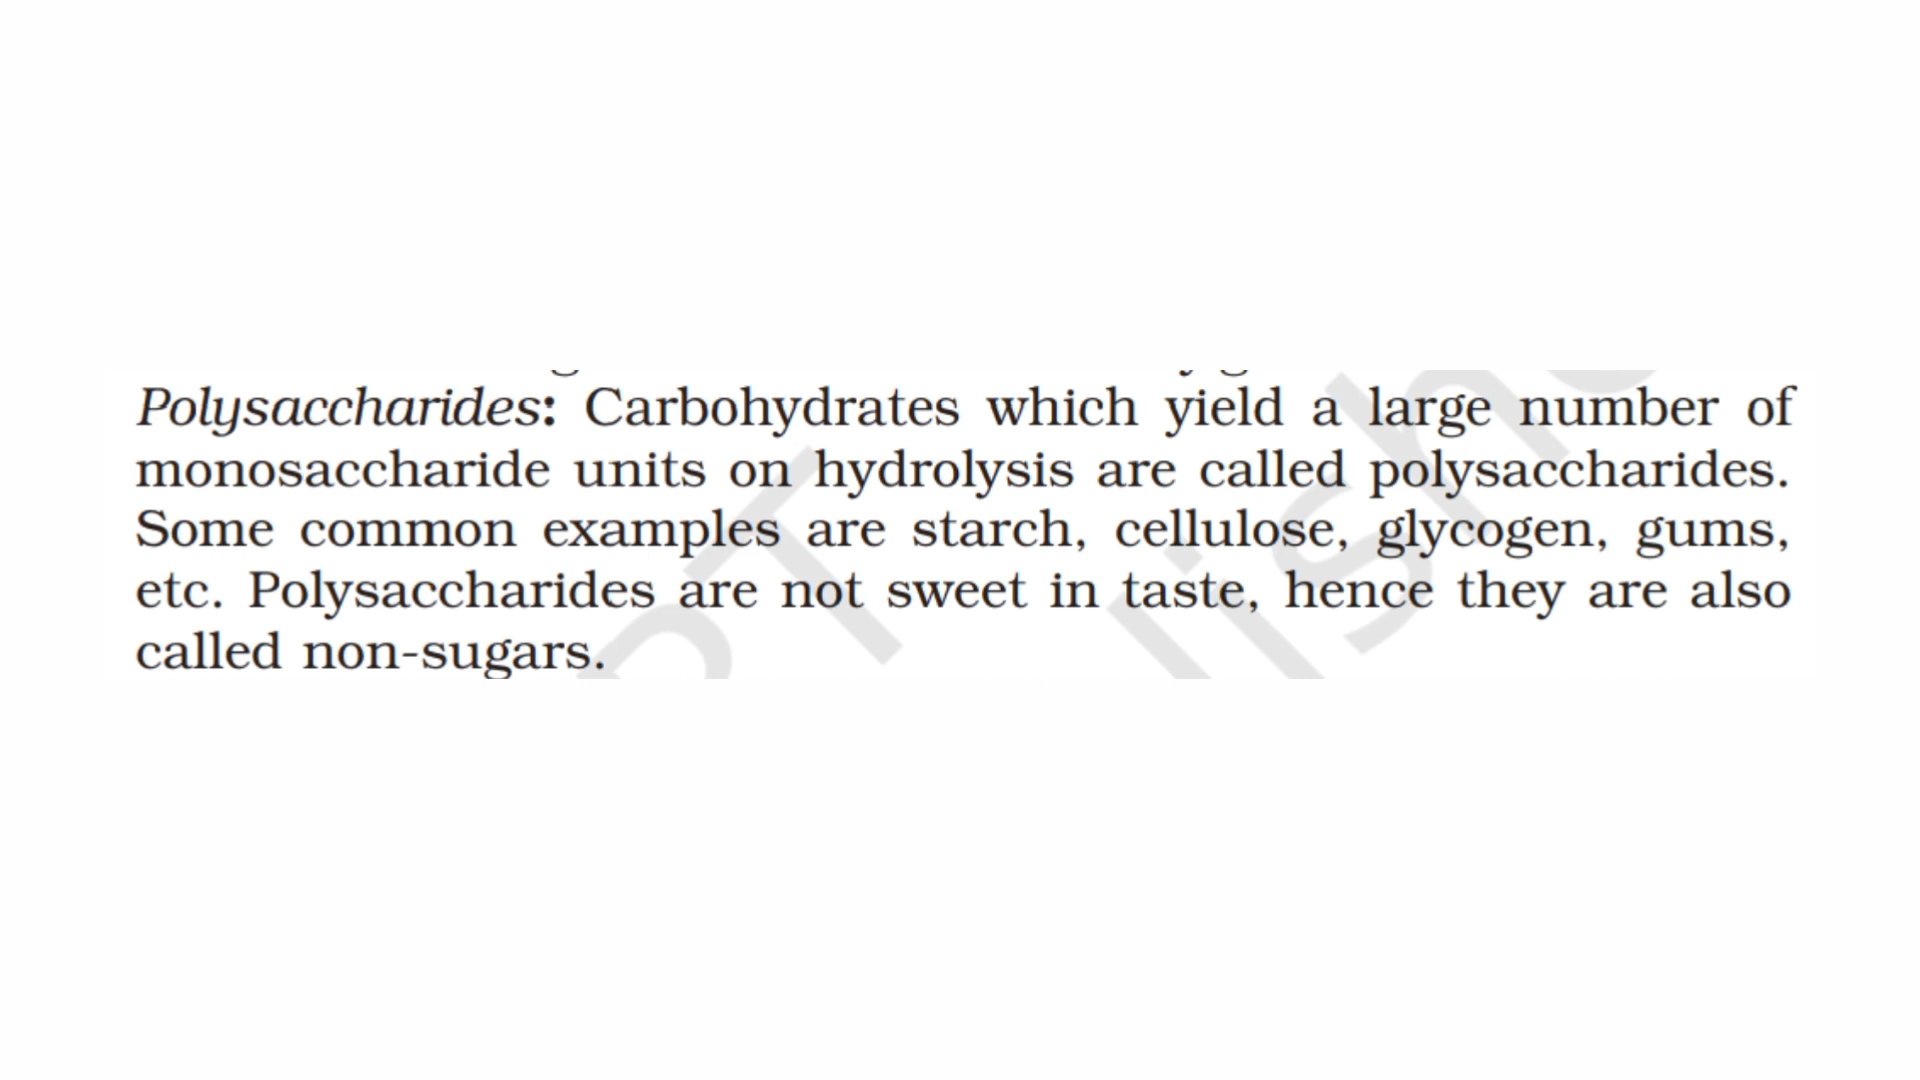 Polysaccharides: Carbohydrates which yield a large number of
monosaccharide units on hydrolysis are called polysaccharides.
Some common examples are starch, cellulose, glycogen, gums,
etc. Polysaccharides are not sweet in taste, hence they are also
called non-sugars.